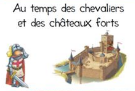 Au temps des chevaliers
et des châteaux forts